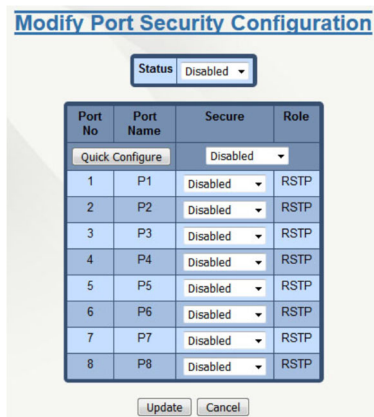 Modify Port Security Configuration
Status Disabled
Port No Port Name Secure Role
Quick Configure Disabled
1 P1 Disabled RSTP
2 P2 Disabled RSTP
3 P3 Disabled RSTP
4 P4 Disabled RSTP
5 P5 Disabled RSTP
6 P6 Disabled RSTP
7 P7 Disabled RSTP
8 P8 Disabled RSTP
Update Cancel